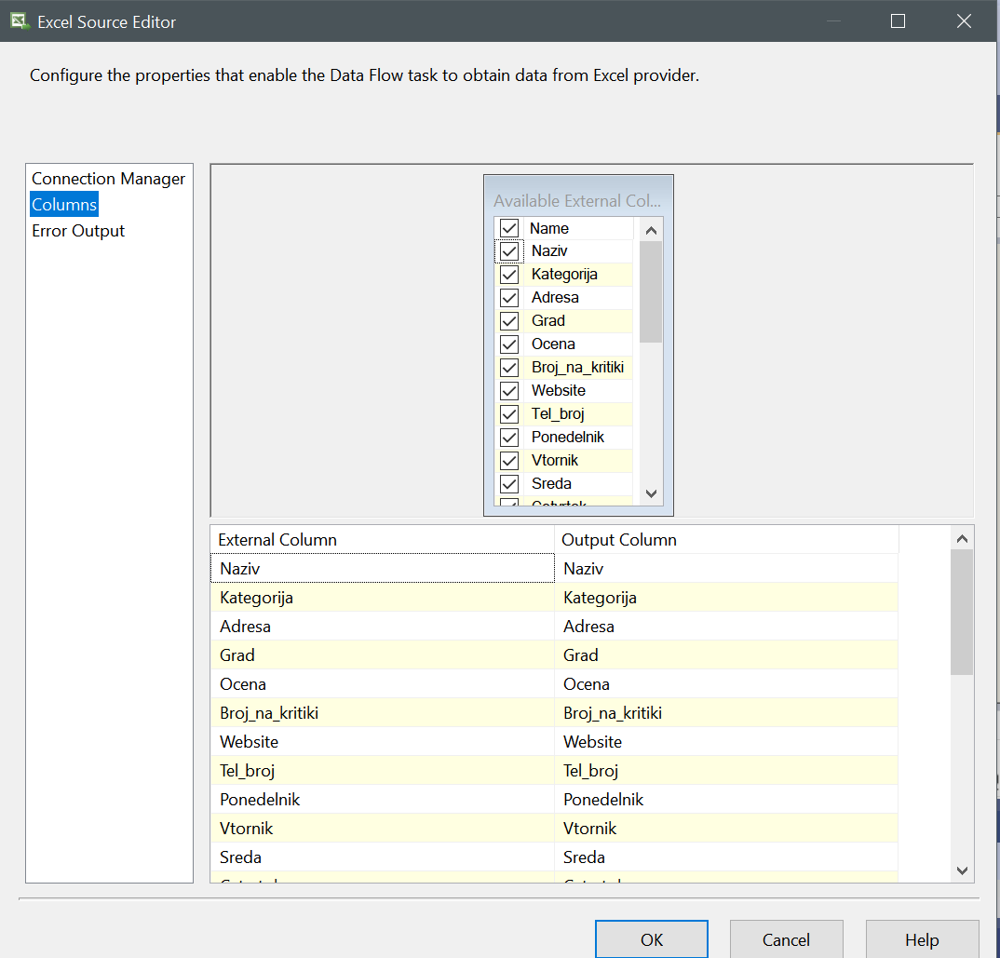 Excel Source Editor
Configure the properties that enable the Data Flow task to obtain data from Excel provider.
Connection Manager
Columns
Error Output
Available External Col...
Name
Naziv
Kategorija
Adresa
Grad
Ocena
Broj_na_kritiki
Website
Tel_broj
Ponedelnik
Vtornik
Sreda
External Column Output Column
Naziv Naziv
Kategorija Kategorija
Adresa Adresa
Grad Grad
Ocena Ocena
Broj_na_kritiki Broj_na_kritiki
Website Website
Tel_broj Tel_broj
Ponedelnik Ponedelnik
Vtornik Vtornik
Sreda Sreda
OK Cancel Help